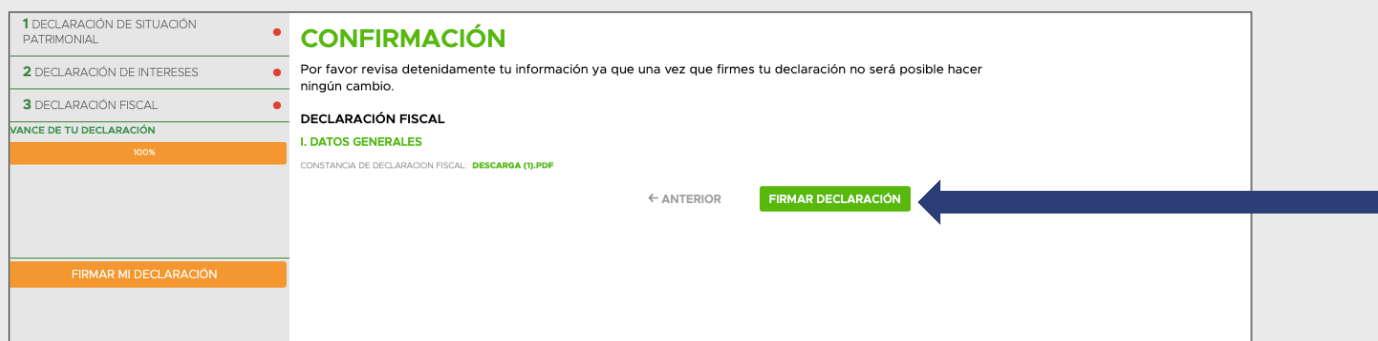 1 DECLARACIÓN DE SITUACIÓN
PATRIMONIAL
2 DECLARACIÓN DE INTERESES
3 DECLARACIÓN FISCAL
VANCE DE TU DECLARACIÓN
100%
FIRMAR MI DECLARACIÓN
CONFIRMACIÓN
Por favor revisa detenidamente tu información ya que una vez que firmes tu declaración no será posible hacer
ningún cambio.
DECLARACIÓN FISCAL
I. DATOS GENERALES
CONSTANCIA DE DECLARACION FISCAL: DESCARGA (1).PDF
← ANTERIOR
FIRMAR DECLARACIÓN